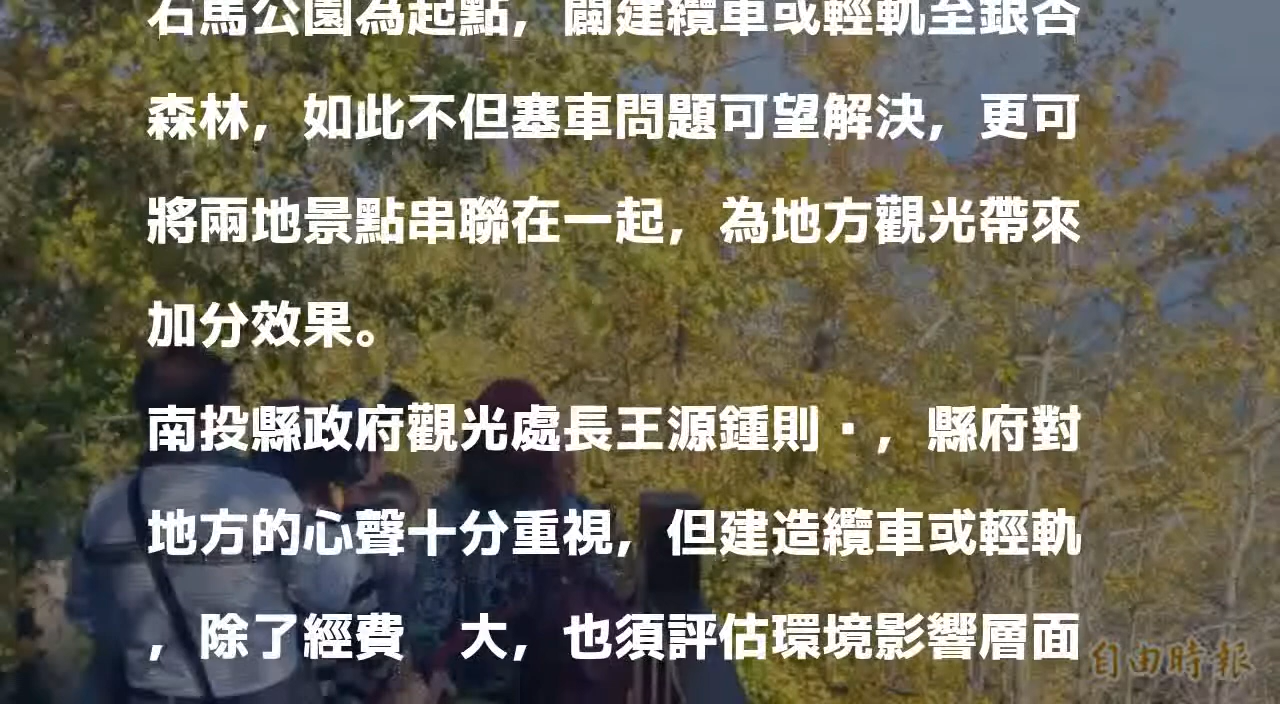 石馬公園為起點，闢建纜車或輕軌至銀杏
森林，如此不但塞車問題可望解決，更可
將兩地景點串聯在一起，為地方觀光帶來
加分效果。
南投縣政府觀光處長王源鍾則·，縣府對
地方的心聲十分重視，但建造纜車或輕軌
，除了經費　大，也須評估環境影響層面
自由時報